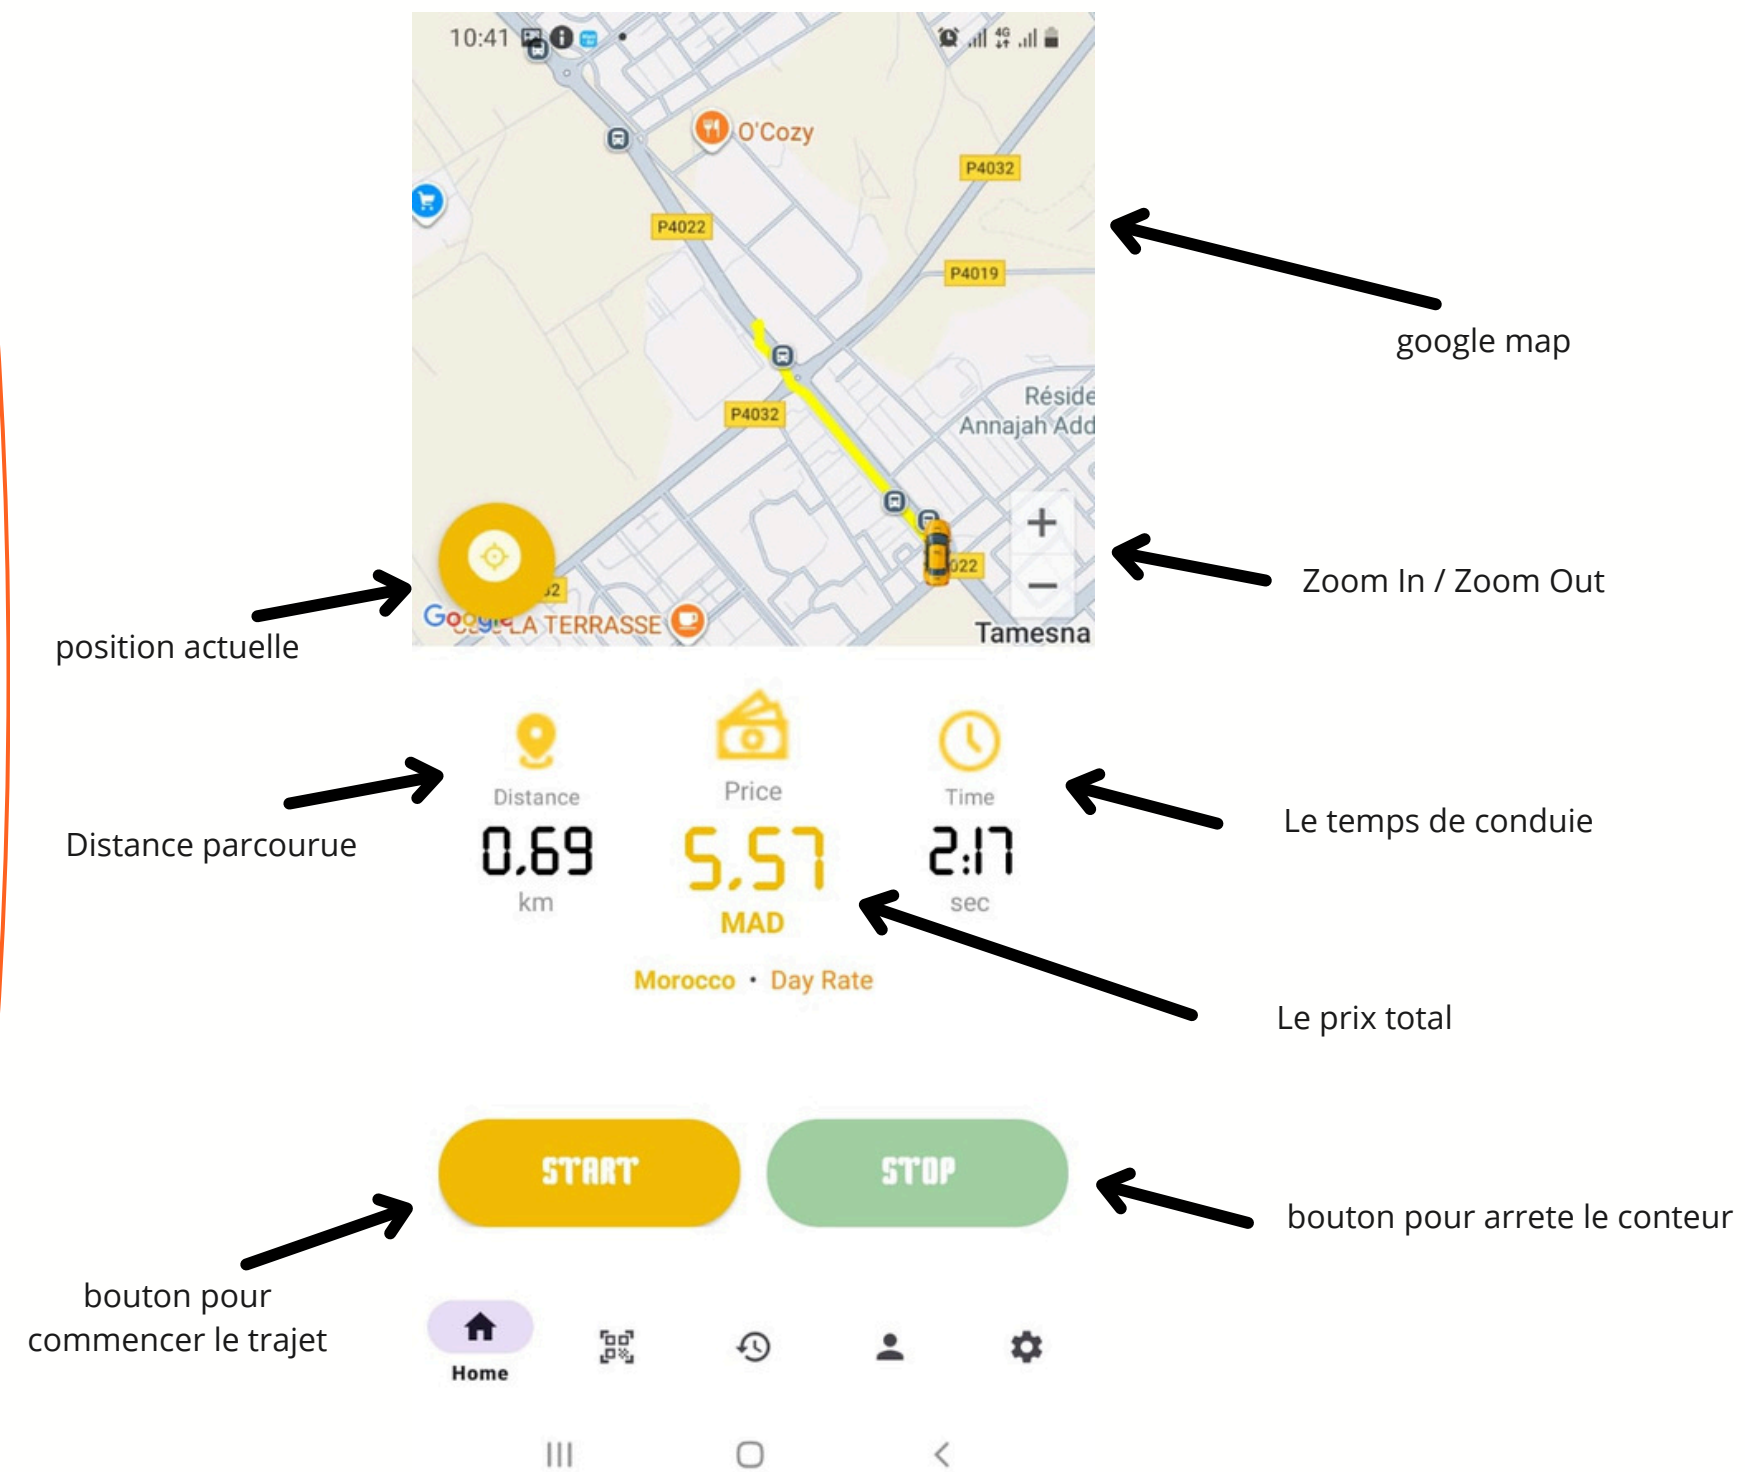 10:41
4G
O'Cozy
P4032
P4022
P4019
google map
Réside
Annajah Add
P4032
022
Zoom In / Zoom Out
position actuelle
Google
LA TERRASSE
Tamesna
Distance
Price
Time
Distance parcourue
Le temps de conduie
0,69
5,57
2:17
km
MAD
sec
Morocco • Day Rate
Le prix total
START
STOP
bouton pour arrete le conteur
bouton pour
commencer le trajet
Home